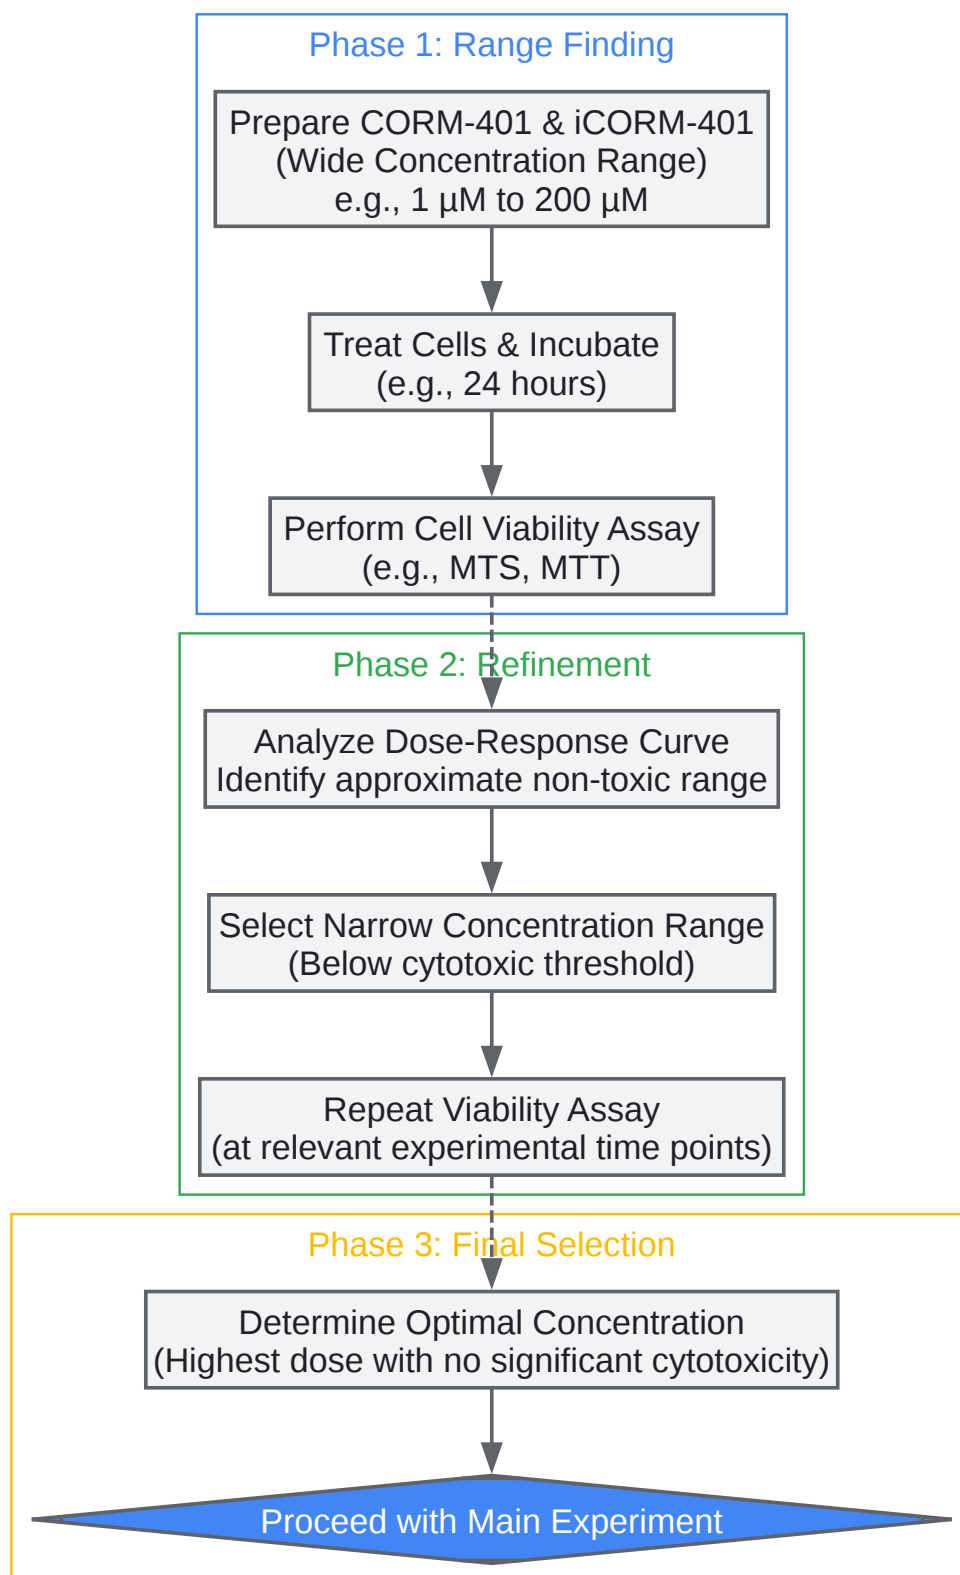 Phase 1: Range Finding
Prepare CORM-401 & iCORM-401
(Wide Concentration Range)
e.g., 1 µM to 200 µM
Treat Cells & Incubate
(e.g., 24 hours)
Perform Cell Viability Assay
(e.g., MTS, MTT)
Phase 2: Refinement
Analyze Dose-Response Curve
Identify approximate non-toxic range
Select Narrow Concentration Range
(Below cytotoxic threshold)
Repeat Viability Assay
(at relevant experimental time points)
Phase 3: Final Selection
Determine Optimal Concentration
(Highest dose with no significant cytotoxicity)
Proceed with Main Experiment